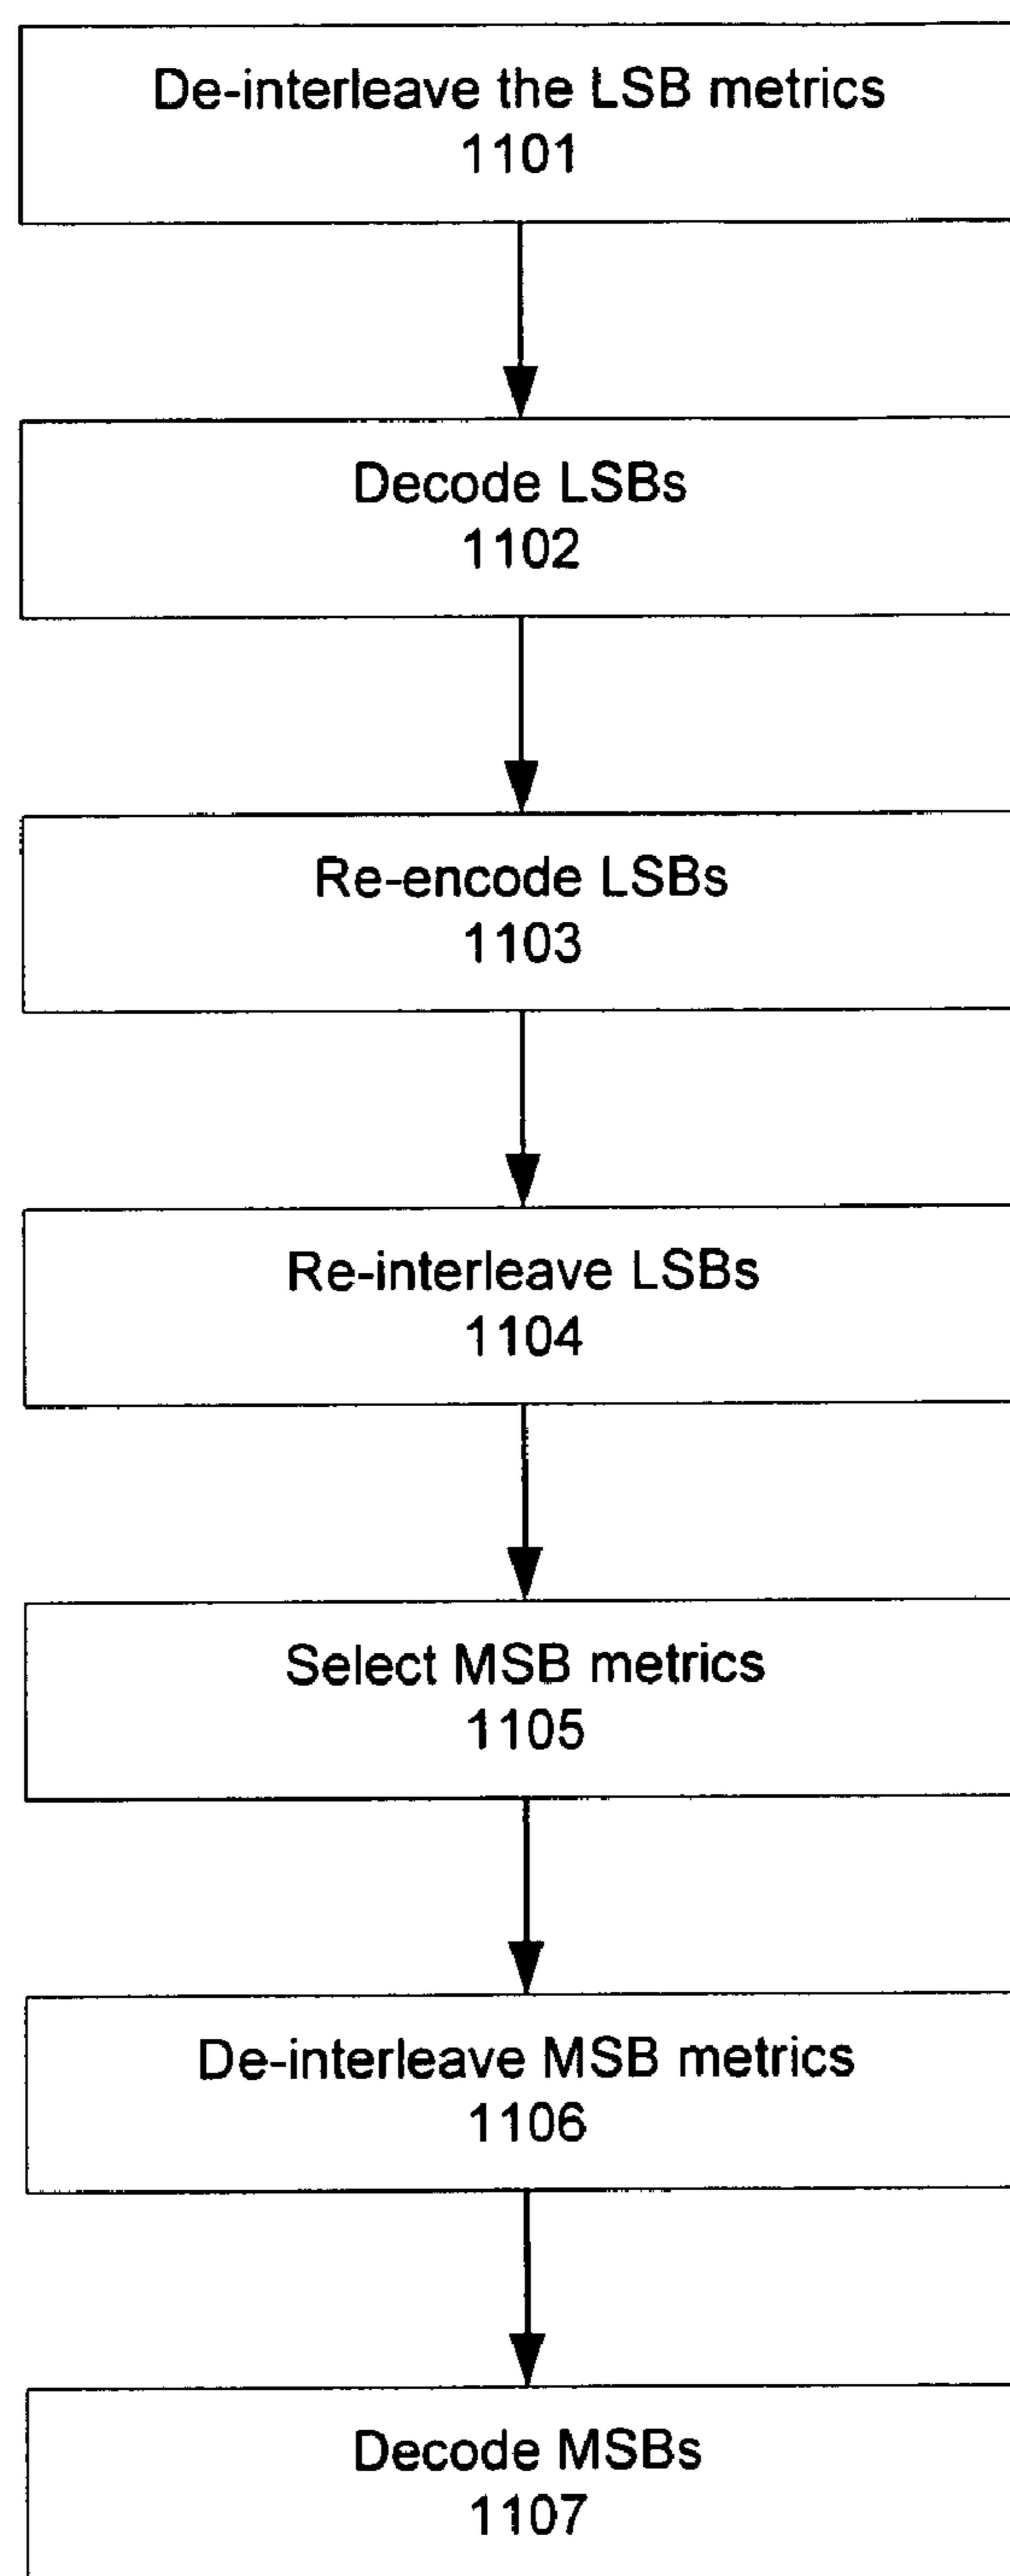 De-interleave the LSB metrics
1101
Decode LSBs
1102
Re-encode LSBs
1103
Re-interleave LSBs
1104
Select MSB metrics
1105
De-interleave MSB metrics
1106
Decode MSBs
1107